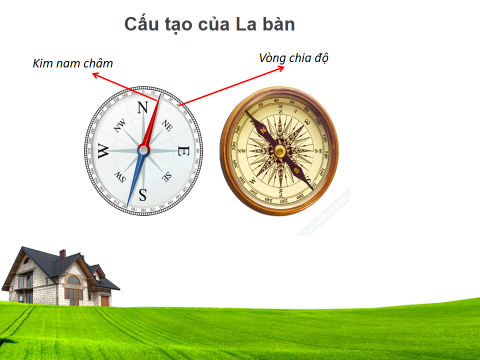 Cấu tạo của La bàn
Kim nam châm
Vòng chia độ
N
NW
NE
W
E
SW
SE
S